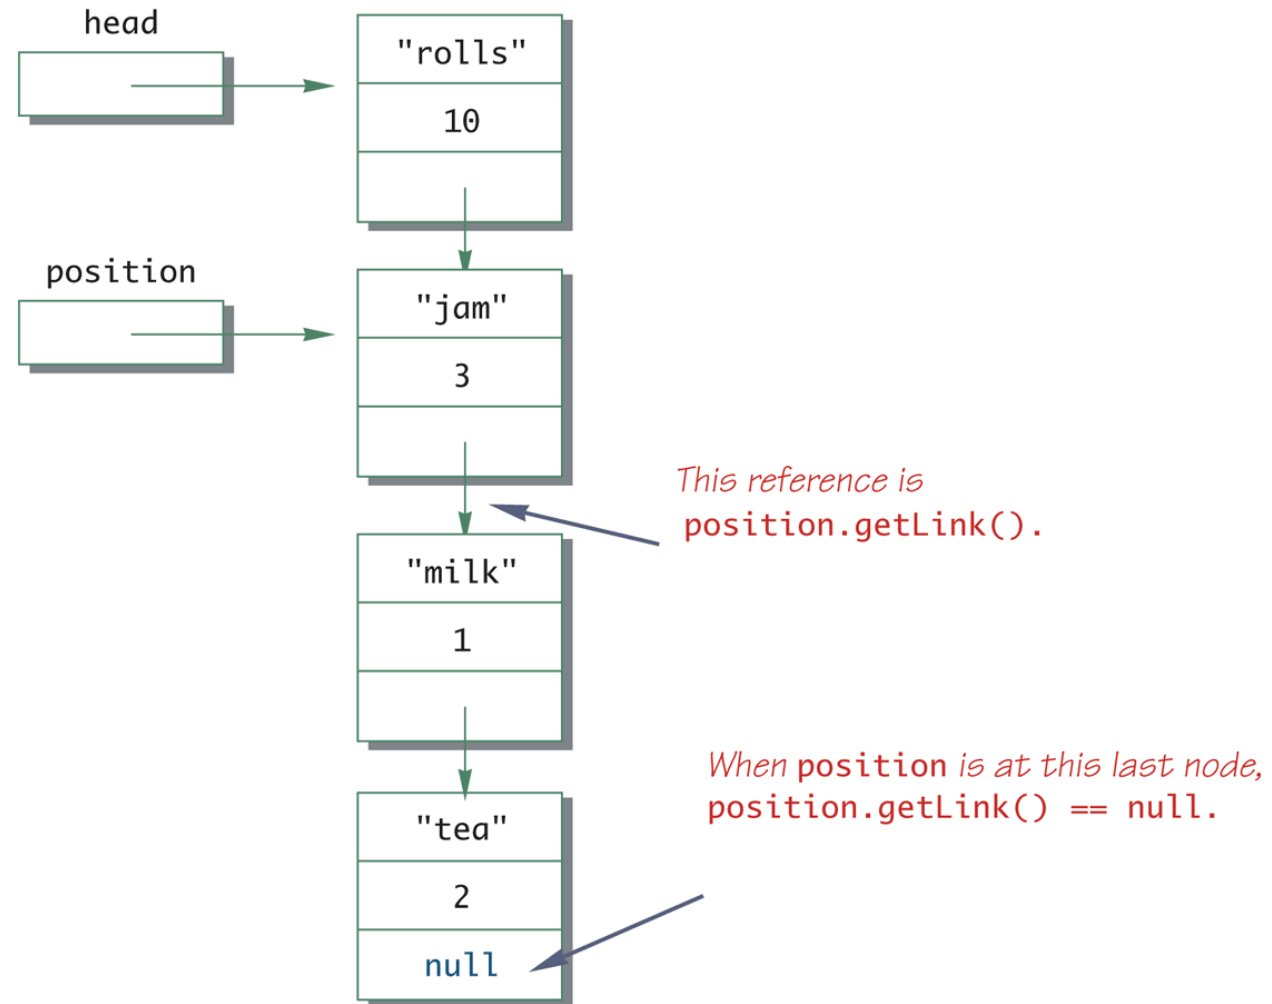 head
"rolls"
10
position
"jam"
3
This reference is
position.getLink().
"milk"
1
When position is at this last node,
position.getLink() == null.
"tea"
2
null